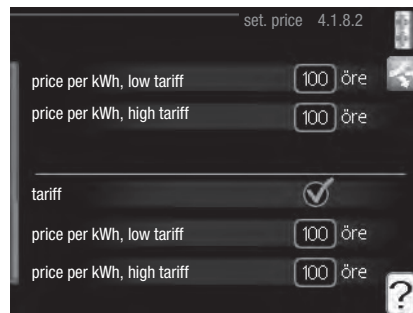 set. price 4.1.8.2
price per kWh, low tariff 100 öre
price per kWh, high tariff 100 öre
tariff
price per kWh, low tariff 100 öre
price per kWh, high tariff 100 öre
?